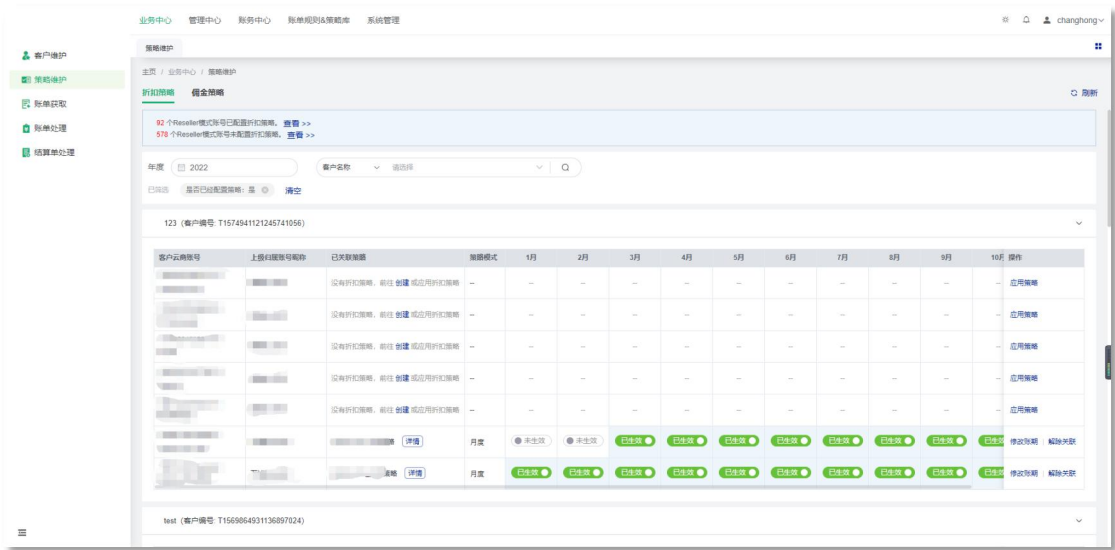 业务中心 管理中心 账务中心 账单规则&策略库 系统管理 changhong
客户维护
策略维护
账单获取
账单处理
结算单处理
策略维护
主页 / 业务中心 / 策略维护
折扣策略 佣金策略 刷新
92 个Reseller模式账号已配置折扣策略。 查看 >>
578 个Reseller模式账号未配置折扣策略。 查看 >>
年度 2022 客户名称 请选择
已筛选 是否已经配置策略: 是 清空
123 (客户编号: T1574941121245741056)
客户云商账号 上级归属账号昵称 已关联策略 策略模式 1月 2月 3月 4月 5月 6月 7月 8月 9月 10月 操作
没有折扣策略, 前往 创建 或应用折扣策略 – – – – – – – – – – – 应用策略
没有折扣策略, 前往 创建 或应用折扣策略 – – – – – – – – – – – 应用策略
没有折扣策略, 前往 创建 或应用折扣策略 – – – – – – – – – – – 应用策略
没有折扣策略, 前往 创建 或应用折扣策略 – – – – – – – – – – – 应用策略
没有折扣策略, 前往 创建 或应用折扣策略 – – – – – – – – – – – 应用策略
详情 月度 未生效 未生效 已生效 已生效 已生效 已生效 已生效 已生效 已生效 已生效 修改账期 解除关联
策略 详情 月度 已生效 已生效 已生效 已生效 已生效 已生效 已生效 已生效 已生效 已生效 修改账期 解除关联
test (客户编号: T1569864931136897024)